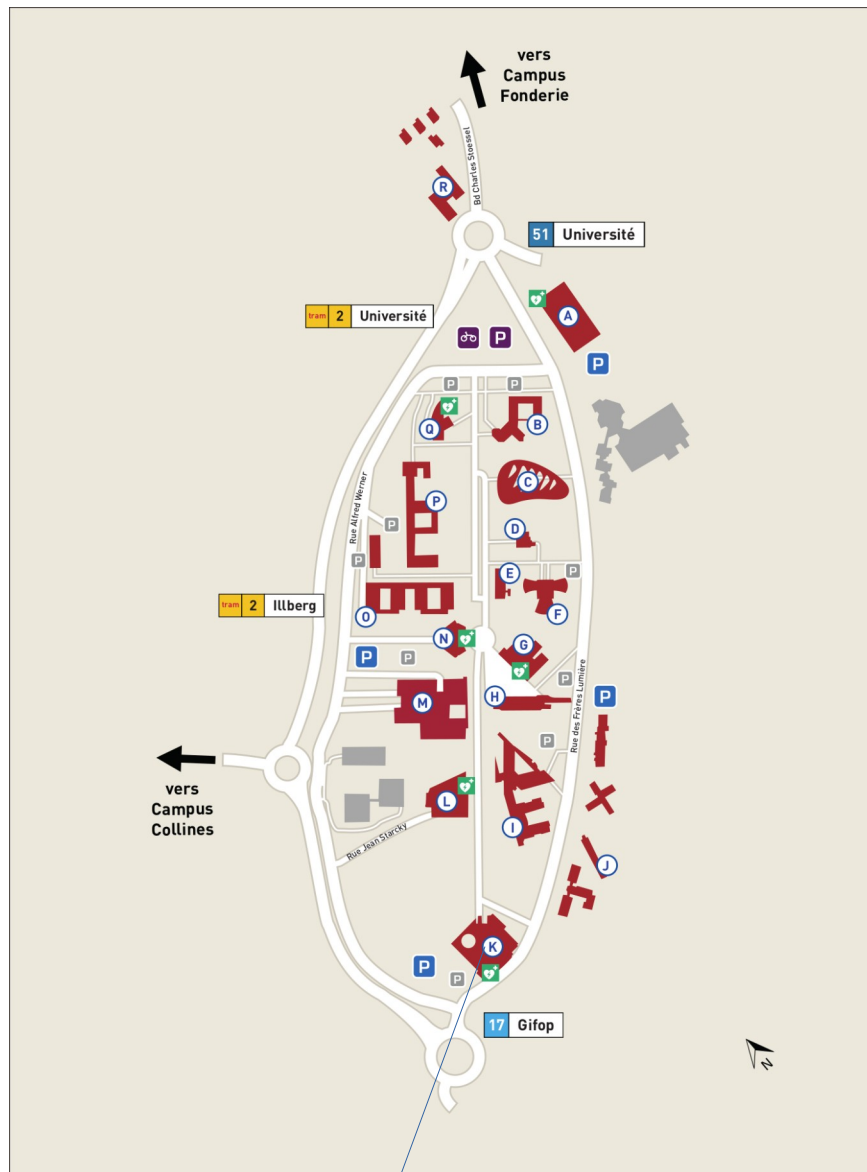 vers
Campus
Fonderie
Bd Charles Stoessel
R
51 Université
A
tram 2 Université
P
P
P
P
B
Q
C
P
Rue Alfred Werner
P
D
P
E
P
F
tram 2 Illberg
O
N
G
P
P
P
H
M
P
Rue des Frères Lumière
P
vers
Campus
Collines
L
I
Rue Jean Starcky
J
K
P
P
17 Gifop
N